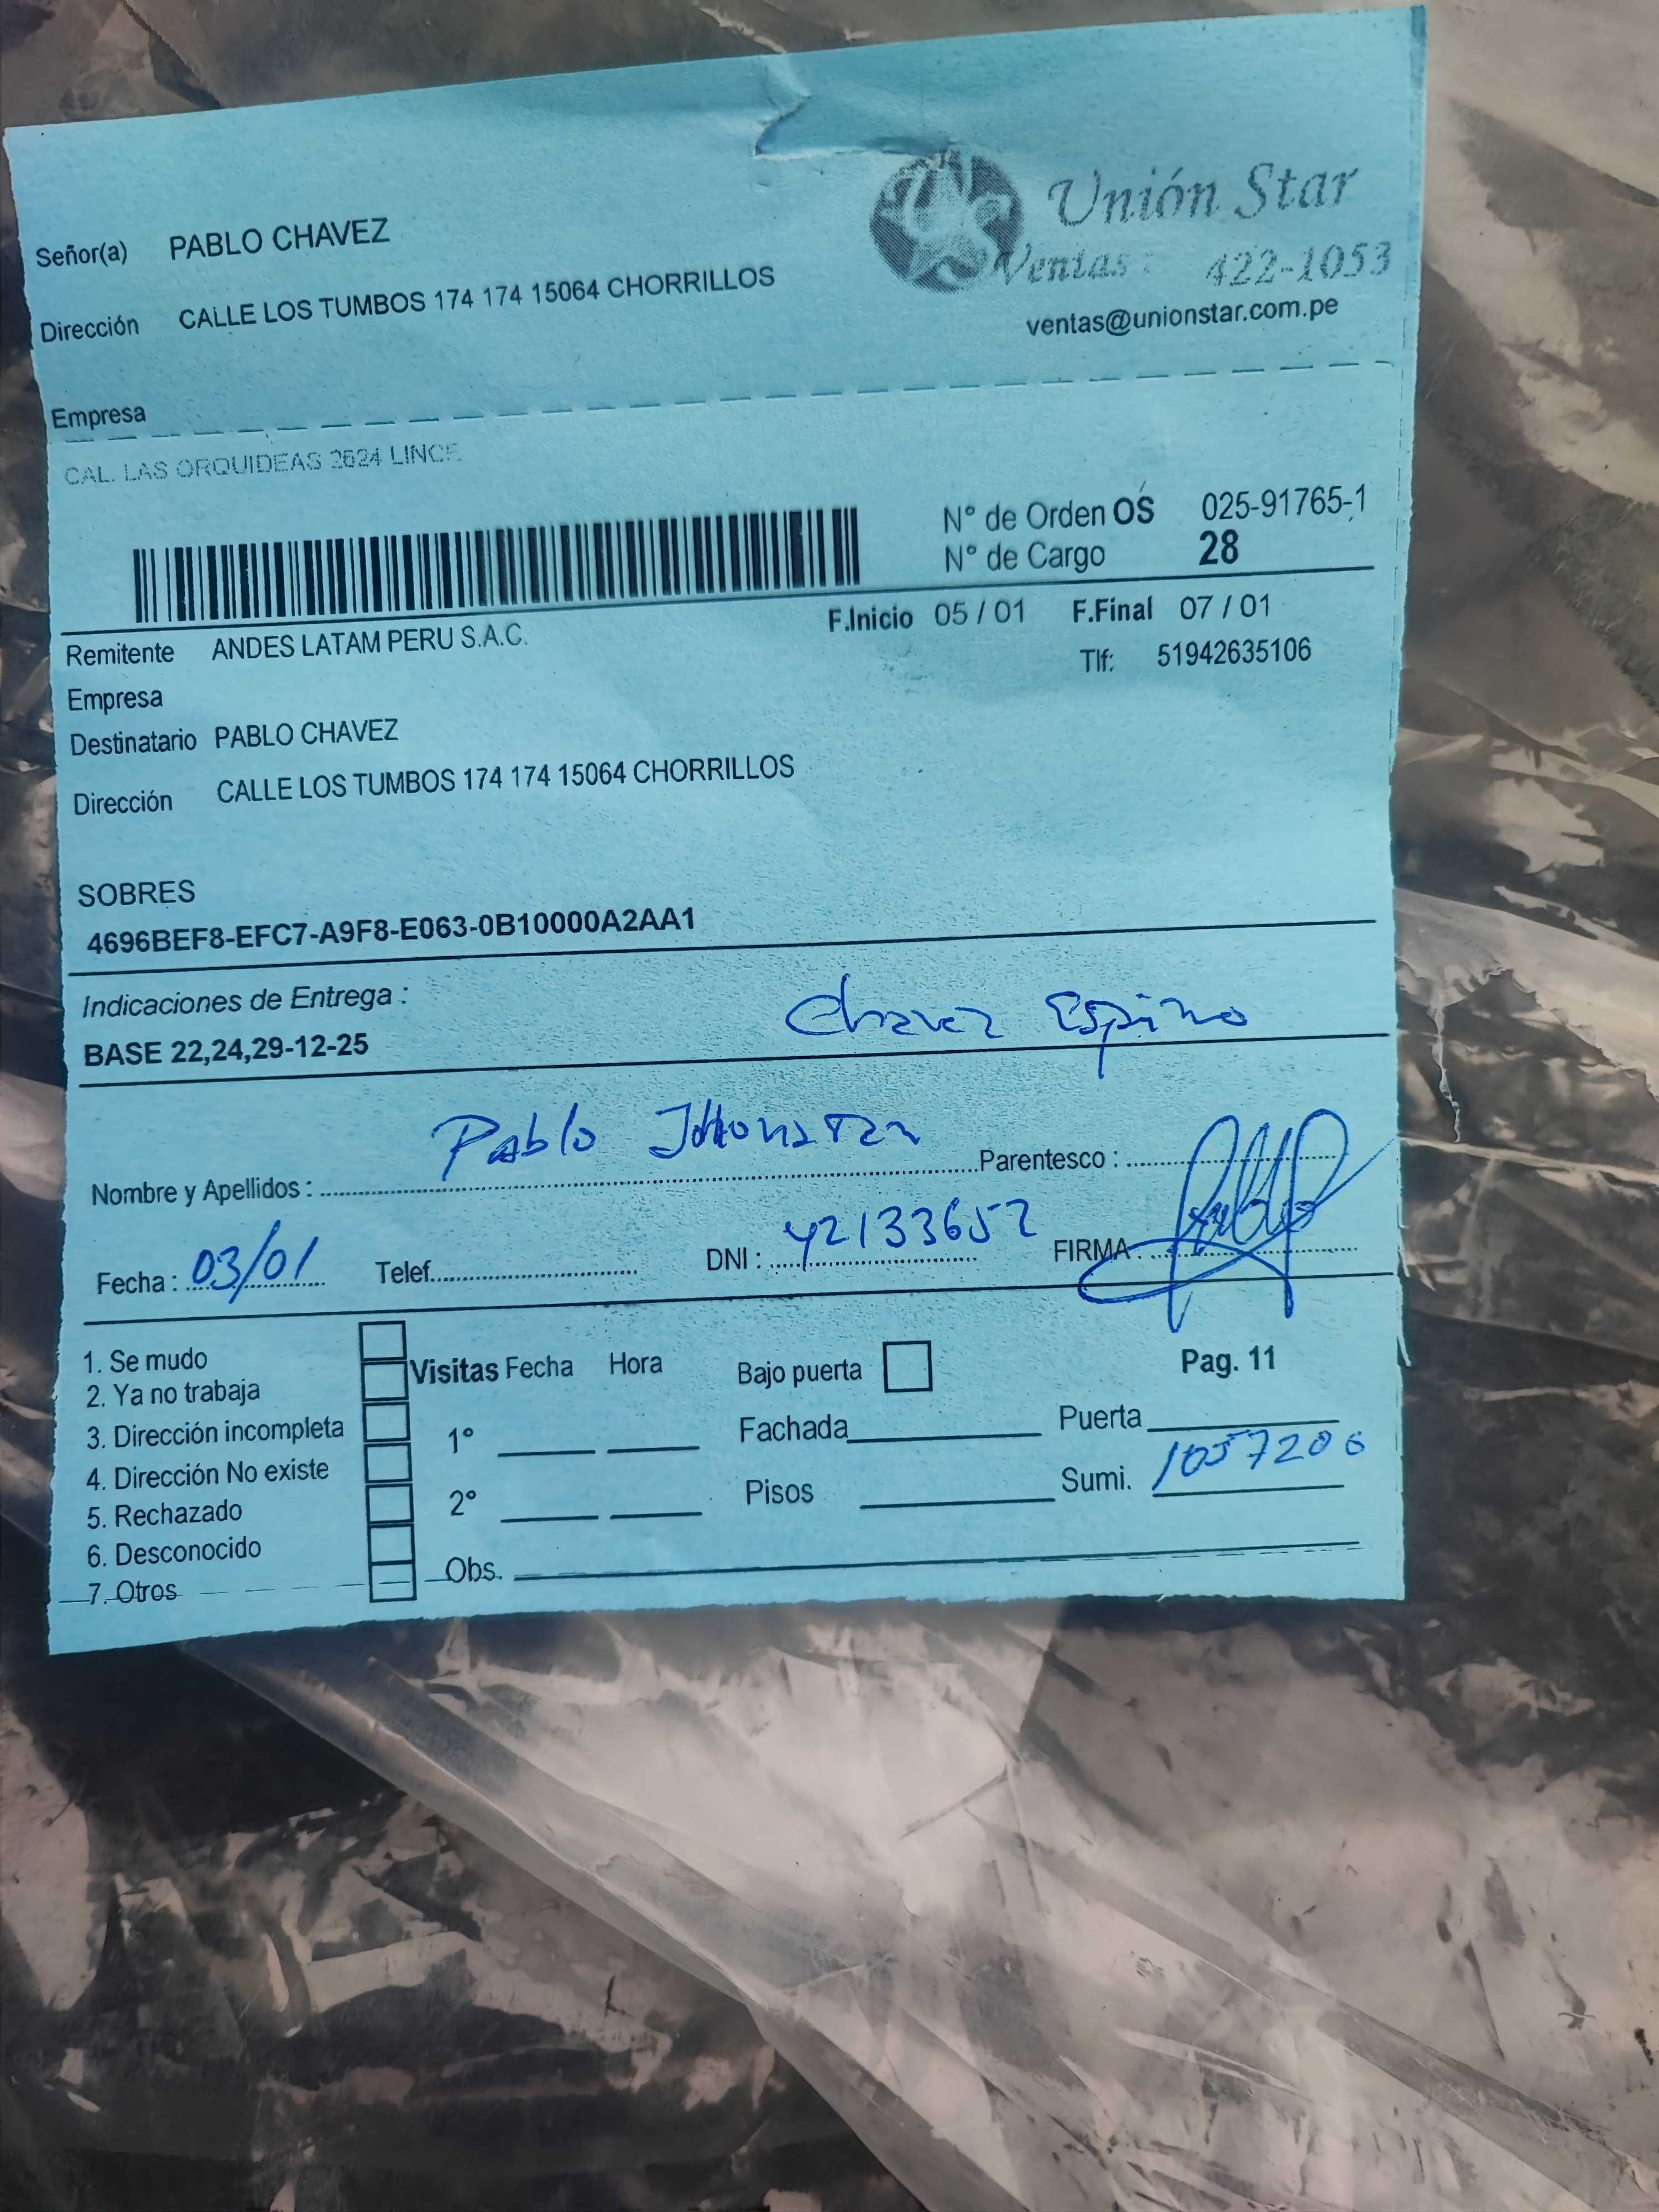 Unión Star
Señor(a) PABLO CHAVEZ
Ventas: 422-1053
Dirección CALLE LOS TUMBOS 174 174 15064 CHORRILLOS
ventas@unionstar.com.pe
Empresa
CAL. LAS ORQUIDEAS 2624 LINCE
N° de Orden OS 025-91765-1
N° de Cargo 28
F.Inicio 05 / 01 F.Final 07 / 01
Remitente ANDES LATAM PERU S.A.C.
Tlf: 51942635106
Empresa
Destinatario PABLO CHAVEZ
Dirección CALLE LOS TUMBOS 174 174 15064 CHORRILLOS
SOBRES
4696BEF8-EFC7-A9F8-E063-0B10000A2AA1
Indicaciones de Entrega :
Chavez Espino
BASE 22,24,29-12-25
Nombre y Apellidos : Pablo Jhonatan Parentesco :
Fecha : 03/01 Telef. DNI : 42133652 FIRMA :
1. Se mudo
2. Ya no trabaja
3. Dirección incompleta
4. Dirección No existe
5. Rechazado
6. Desconocido
7. Otros
Visitas Fecha Hora
1°
2°
Obs.
Bajo puerta
Fachada
Pisos
Pag. 11
Puerta
Sumi. 1057206